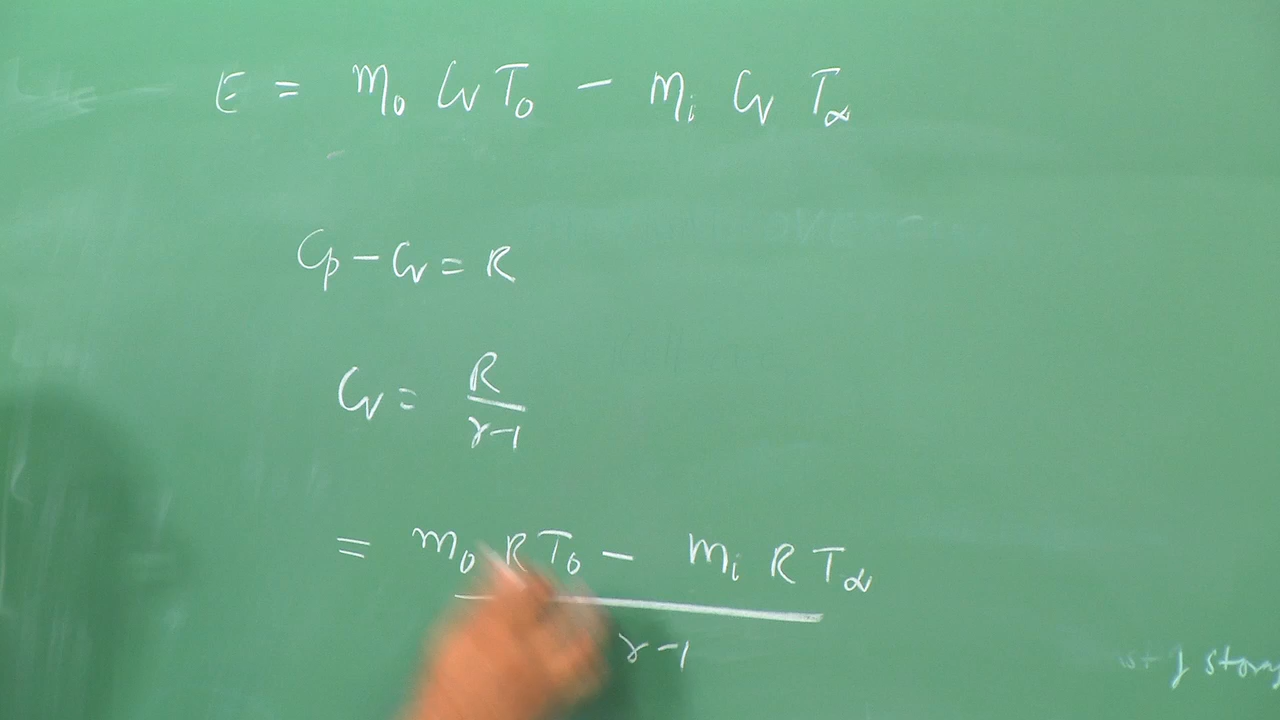 E = m₀ Cv T₀ − mᵢ Cv T∝
Cp − Cv = R
Cv = R / γ−1
= m₀ R T₀ − mᵢ R T∝ / γ−1